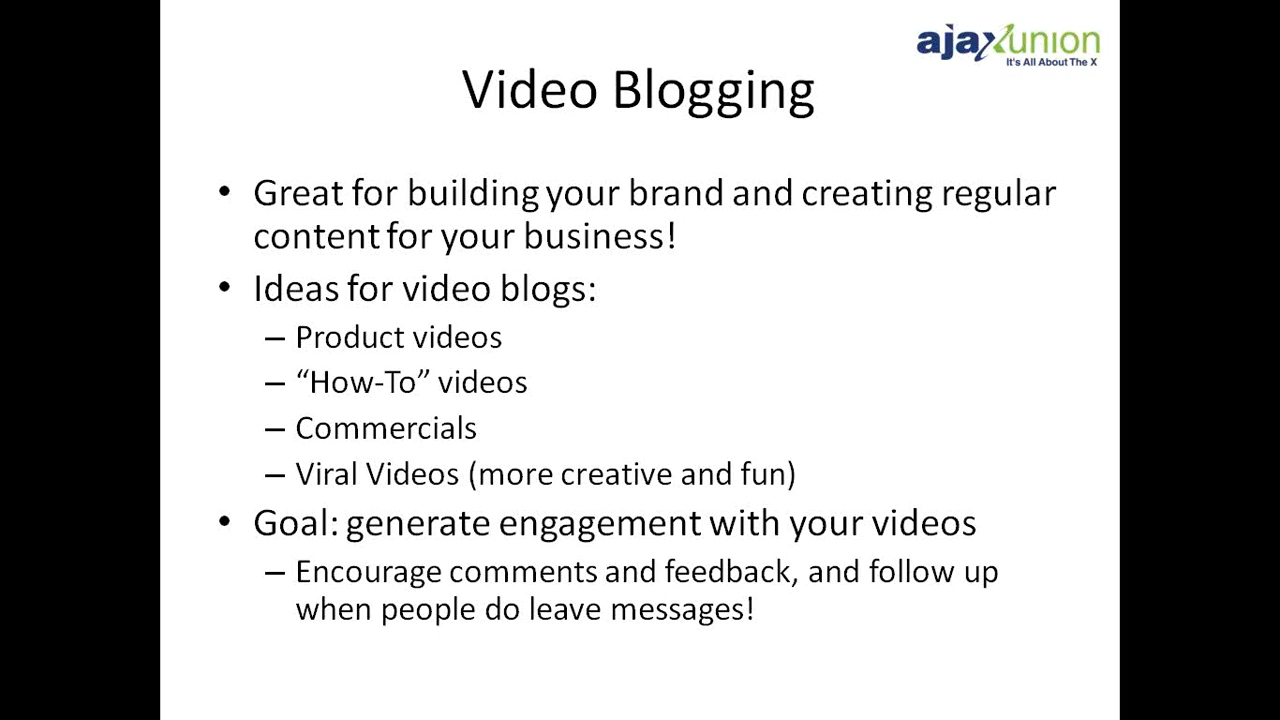 ajaxunion
It's All About The X
Video Blogging
• Great for building your brand and creating regular
content for your business!
• Ideas for video blogs:
– Product videos
– “How-To” videos
– Commercials
– Viral Videos (more creative and fun)
• Goal: generate engagement with your videos
– Encourage comments and feedback, and follow up
when people do leave messages!